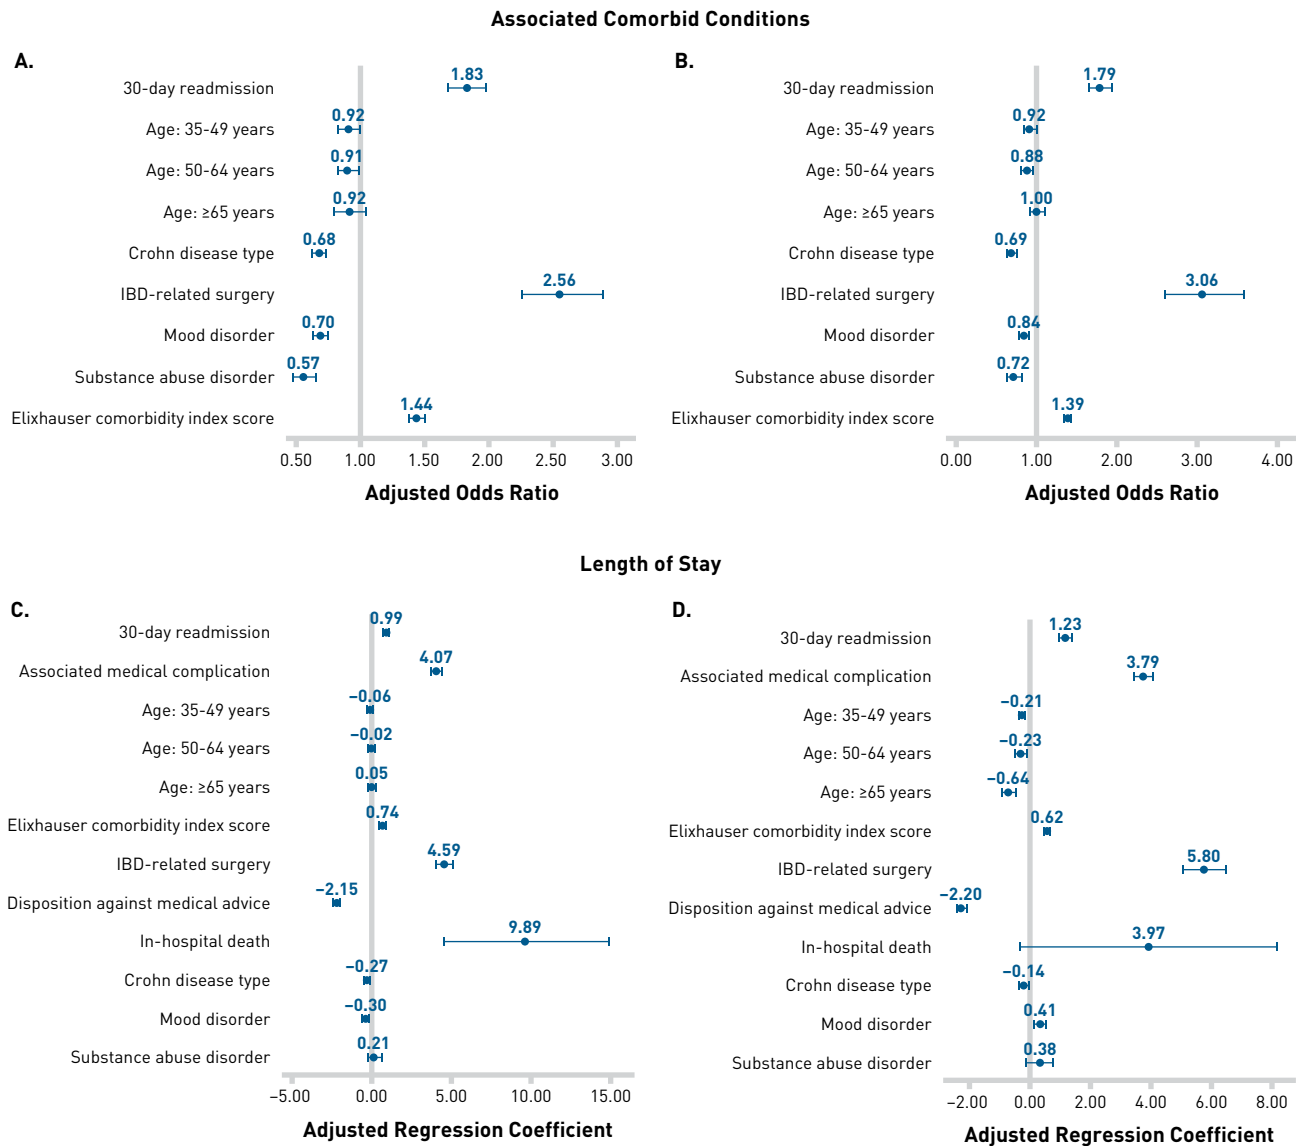 Associated Comorbid Conditions
A.
30-day readmission 1.83
Age: 35-49 years 0.92
Age: 50-64 years 0.91
Age: ≥65 years 0.92
Crohn disease type 0.68
IBD-related surgery 2.56
Mood disorder 0.70
Substance abuse disorder 0.57
Elixhauser comorbidity index score 1.44
0.50 1.00 1.50 2.00 2.50 3.00
Adjusted Odds Ratio
B.
30-day readmission 1.79
Age: 35-49 years 0.92
Age: 50-64 years 0.88
Age: ≥65 years 1.00
Crohn disease type 0.69
IBD-related surgery 3.06
Mood disorder 0.84
Substance abuse disorder 0.72
Elixhauser comorbidity index score 1.39
0.00 1.00 2.00 3.00 4.00
Adjusted Odds Ratio
Length of Stay
C.
30-day readmission 0.99
Associated medical complication 4.07
Age: 35-49 years −0.06
Age: 50-64 years −0.02
Age: ≥65 years 0.05
Elixhauser comorbidity index score 0.74
IBD-related surgery 4.59
Disposition against medical advice −2.15
In-hospital death 9.89
Crohn disease type −0.27
Mood disorder −0.30
Substance abuse disorder 0.21
−5.00 0.00 5.00 10.00 15.00
Adjusted Regression Coefficient
D.
30-day readmission 1.23
Associated medical complication 3.79
Age: 35-49 years −0.21
Age: 50-64 years −0.23
Age: ≥65 years −0.64
Elixhauser comorbidity index score 0.62
IBD-related surgery 5.80
Disposition against medical advice −2.20
In-hospital death 3.97
Crohn disease type −0.14
Mood disorder 0.41
Substance abuse disorder 0.38
−2.00 0.00 2.00 4.00 6.00 8.00
Adjusted Regression Coefficient